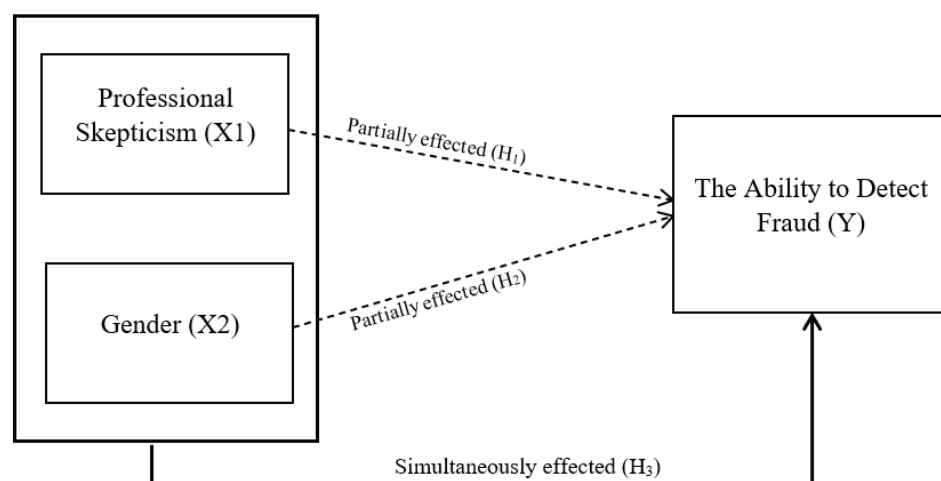 Professional
Skepticism (X1)
Partially effected (H₁)
The Ability to Detect
Fraud (Y)
Gender (X2)
Partially effected (H₂)
Simultaneously effected (H₃)